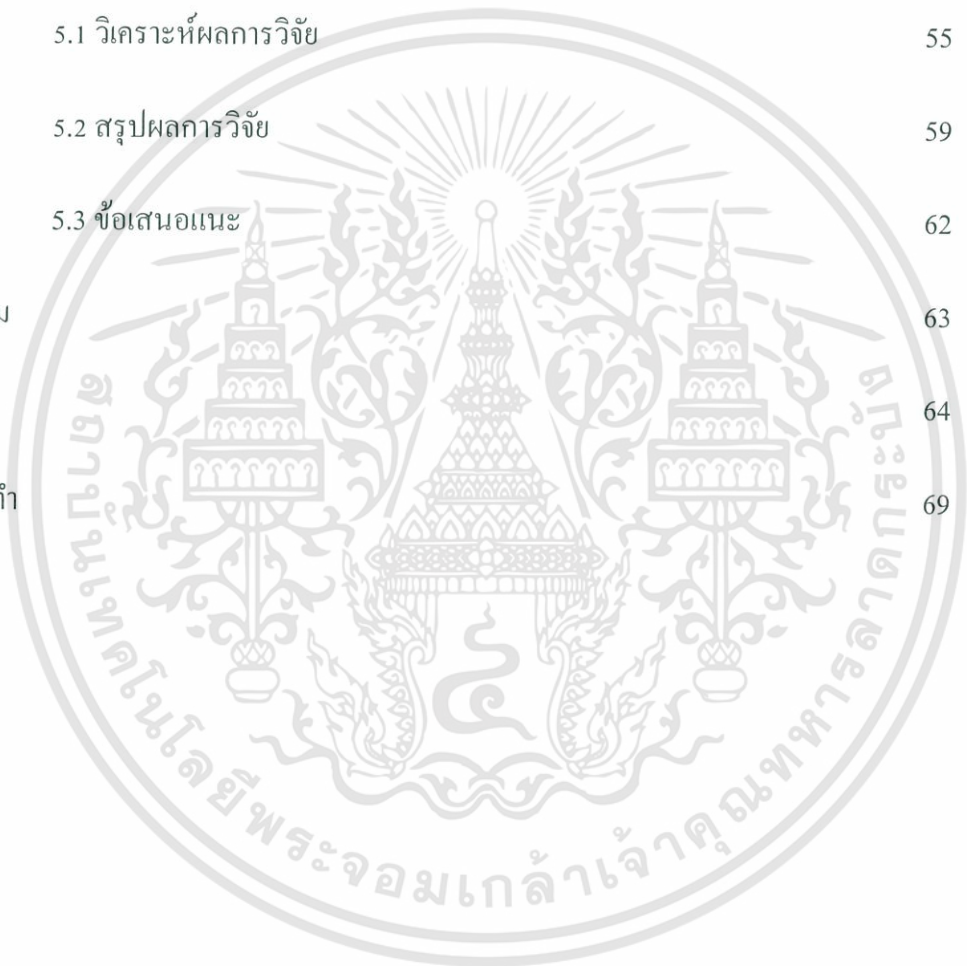 5.1 วิเคราะห์ผลการวิจัย 55
5.2 สรุปผลการวิจัย 59
5.3 ข้อเสนอแนะ 62
ม 63
64
ทำ 69
สถาบันเทคโนโลยีพระจอมเกล้าเจ้าคุณทหารลาดกระบัง
๔